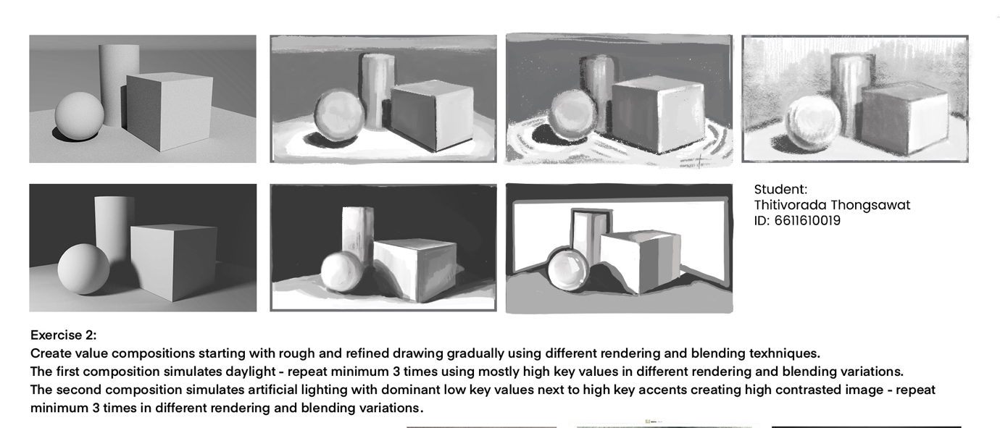 Student:
Thitivorada Thongsawat
ID: 6611610019
Exercise 2:
Create value compositions starting with rough and refined drawing gradually using different rendering and blending texhniques.
The first composition simulates daylight - repeat minimum 3 times using mostly high key values in different rendering and blending variations.
The second composition simulates artificial lighting with dominant low key values next to high key accents creating high contrasted image - repeat
minimum 3 times in different rendering and blending variations.